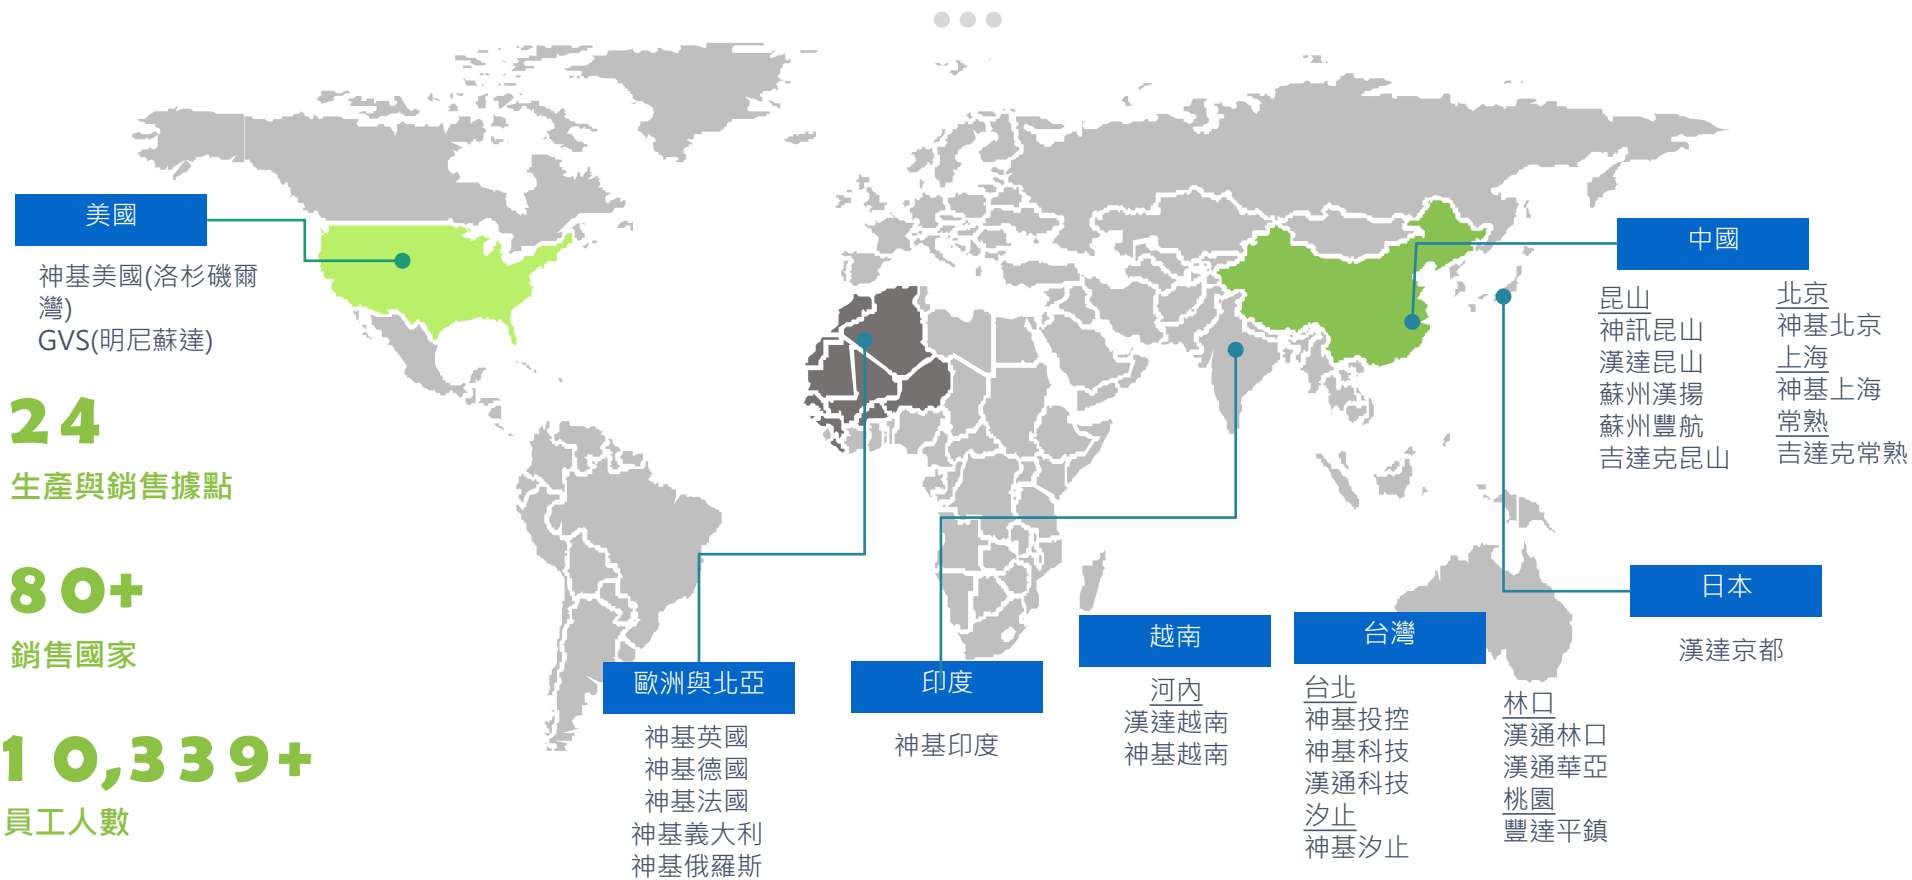 美國
神基美國(洛杉磯爾
灣)
GVS(明尼蘇達)
24
生產與銷售據點
80+
銷售國家
10,339+
員工人數
歐洲與北亞
神基英國
神基德國
神基法國
神基義大利
神基俄羅斯
印度
神基印度
越南
河內
漢達越南
神基越南
台灣
台北
神基投控
神基科技
漢通科技
汐止
神基汐止
林口
漢通林口
漢通華亞
桃園
豐達平鎮
中國
昆山
神訊昆山
漢達昆山
蘇州漢揚
蘇州豐航
吉達克昆山
北京
神基北京
上海
神基上海
常熟
吉達克常熟
日本
漢達京都